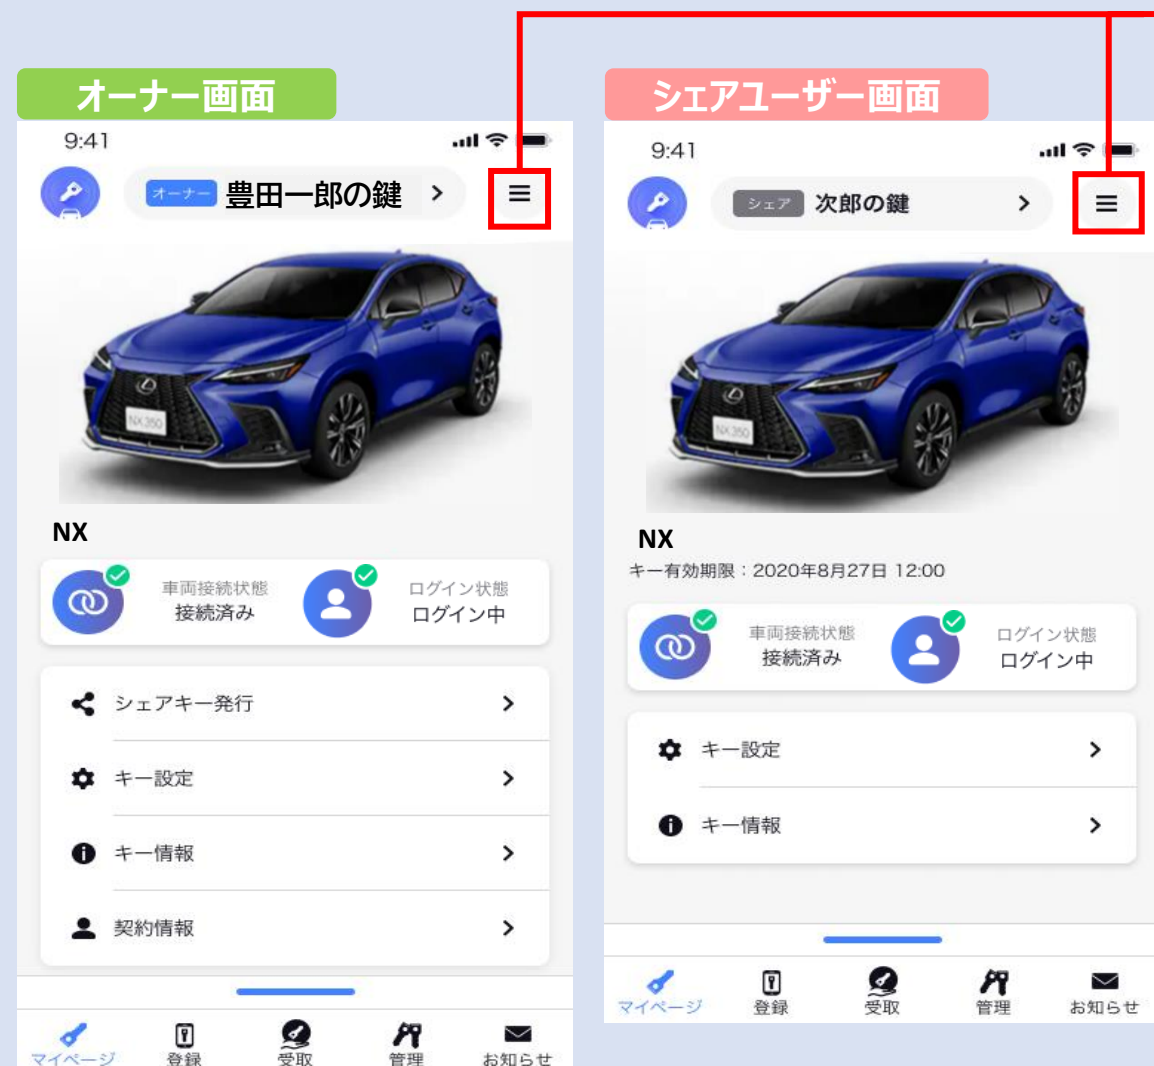 オーナー画面
9:41
オーナー 豊田一郎の鍵
NX350
NX
車両接続状態
接続済み
ログイン状態
ログイン中
シェアキー発行
キー設定
キー情報
契約情報
マイページ 登録 受取 管理 お知らせ
シェアユーザー画面
9:41
シェア 次郎の鍵
NX350
NX
キー有効期限：2020年8月27日 12:00
車両接続状態
接続済み
ログイン状態
ログイン中
キー設定
キー情報
マイページ 登録 受取 管理 お知らせ